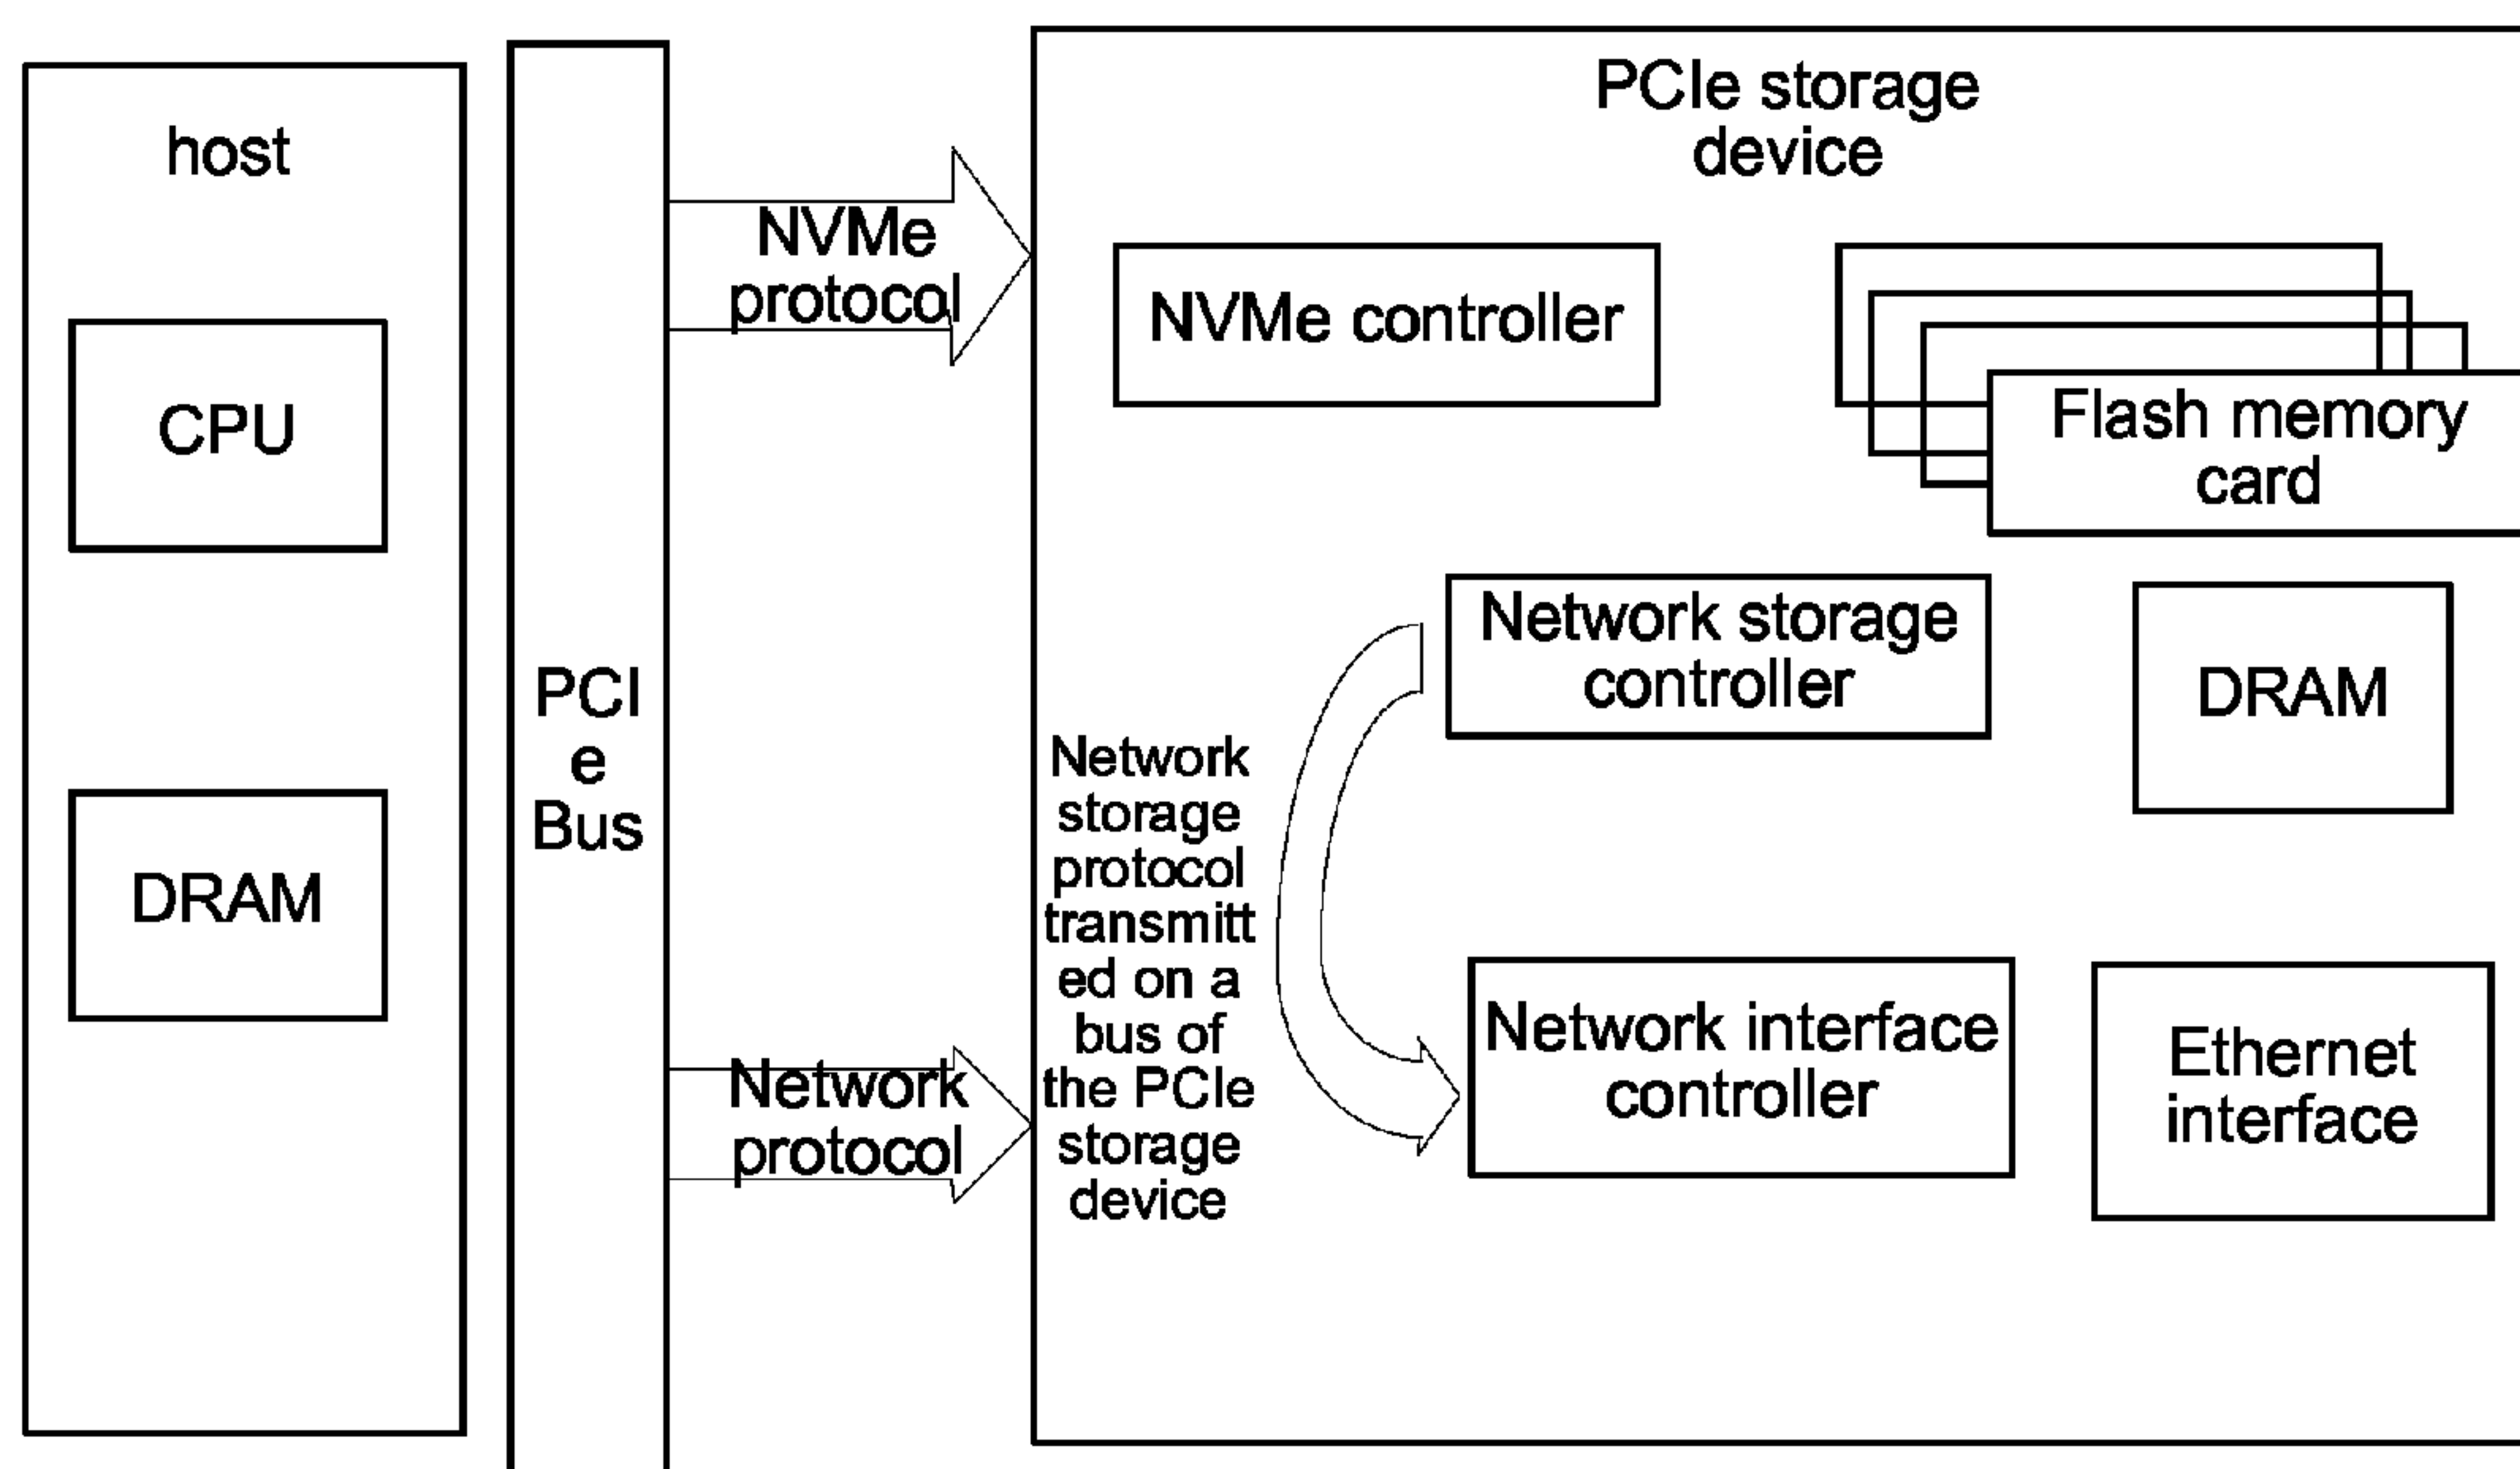 host
CPU
DRAM
PCI
e
Bus
NVMe
protocol
Network
protocol
PCIe storage
device
NVMe controller
Flash memory
card
Network storage
controller
DRAM
Network
storage
protocol
transmitt
ed on a
bus of
the PCIe
storage
device
Network interface
controller
Ethernet
interface